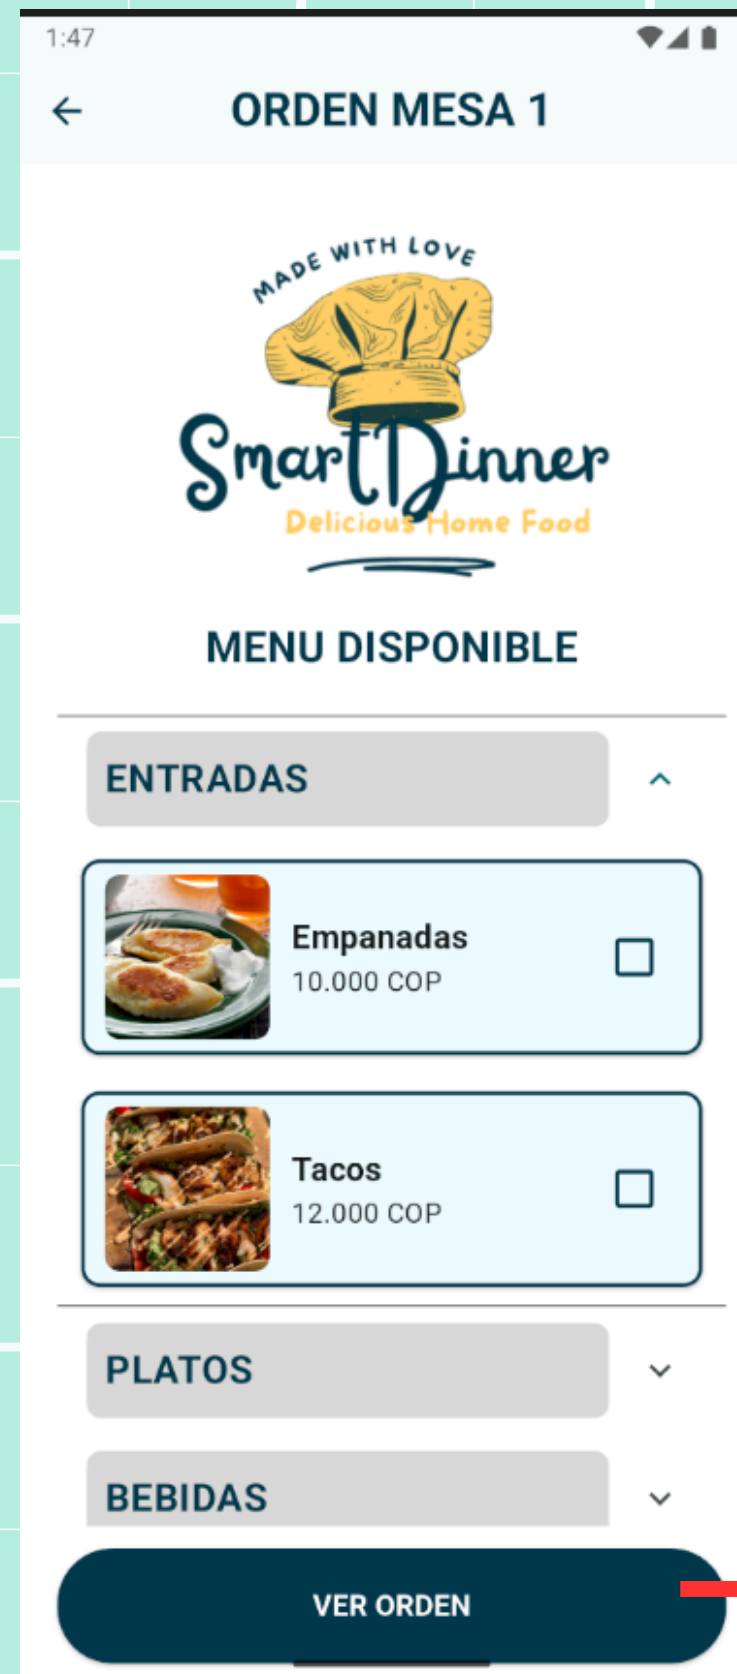 1:47
ORDEN MESA 1
MADE WITH LOVE
SmartDinner
Delicious Home Food
MENU DISPONIBLE
ENTRADAS
Empanadas
10.000 COP
Tacos
12.000 COP
PLATOS
BEBIDAS
VER ORDEN